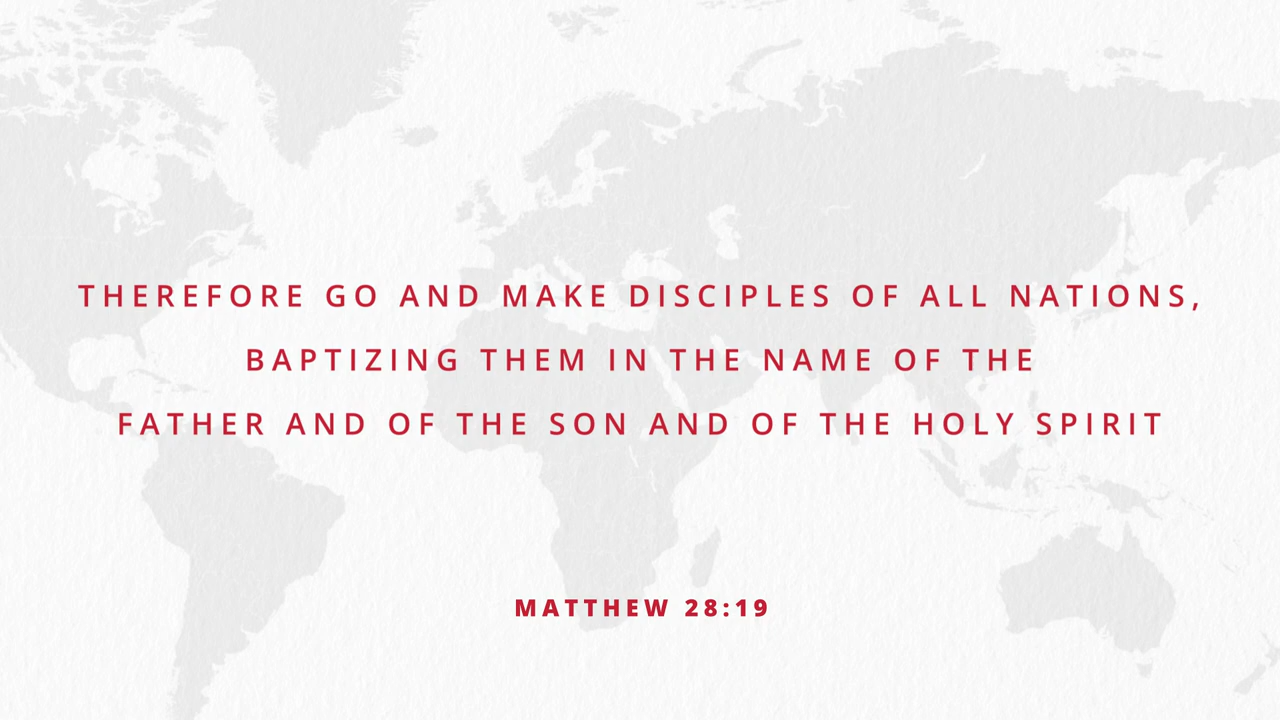 THEREFORE GO AND MAKE DISCIPLES OF ALL NATIONS,
BAPTIZING THEM IN THE NAME OF THE
FATHER AND OF THE SON AND OF THE HOLY SPIRIT
MATTHEW 28:19